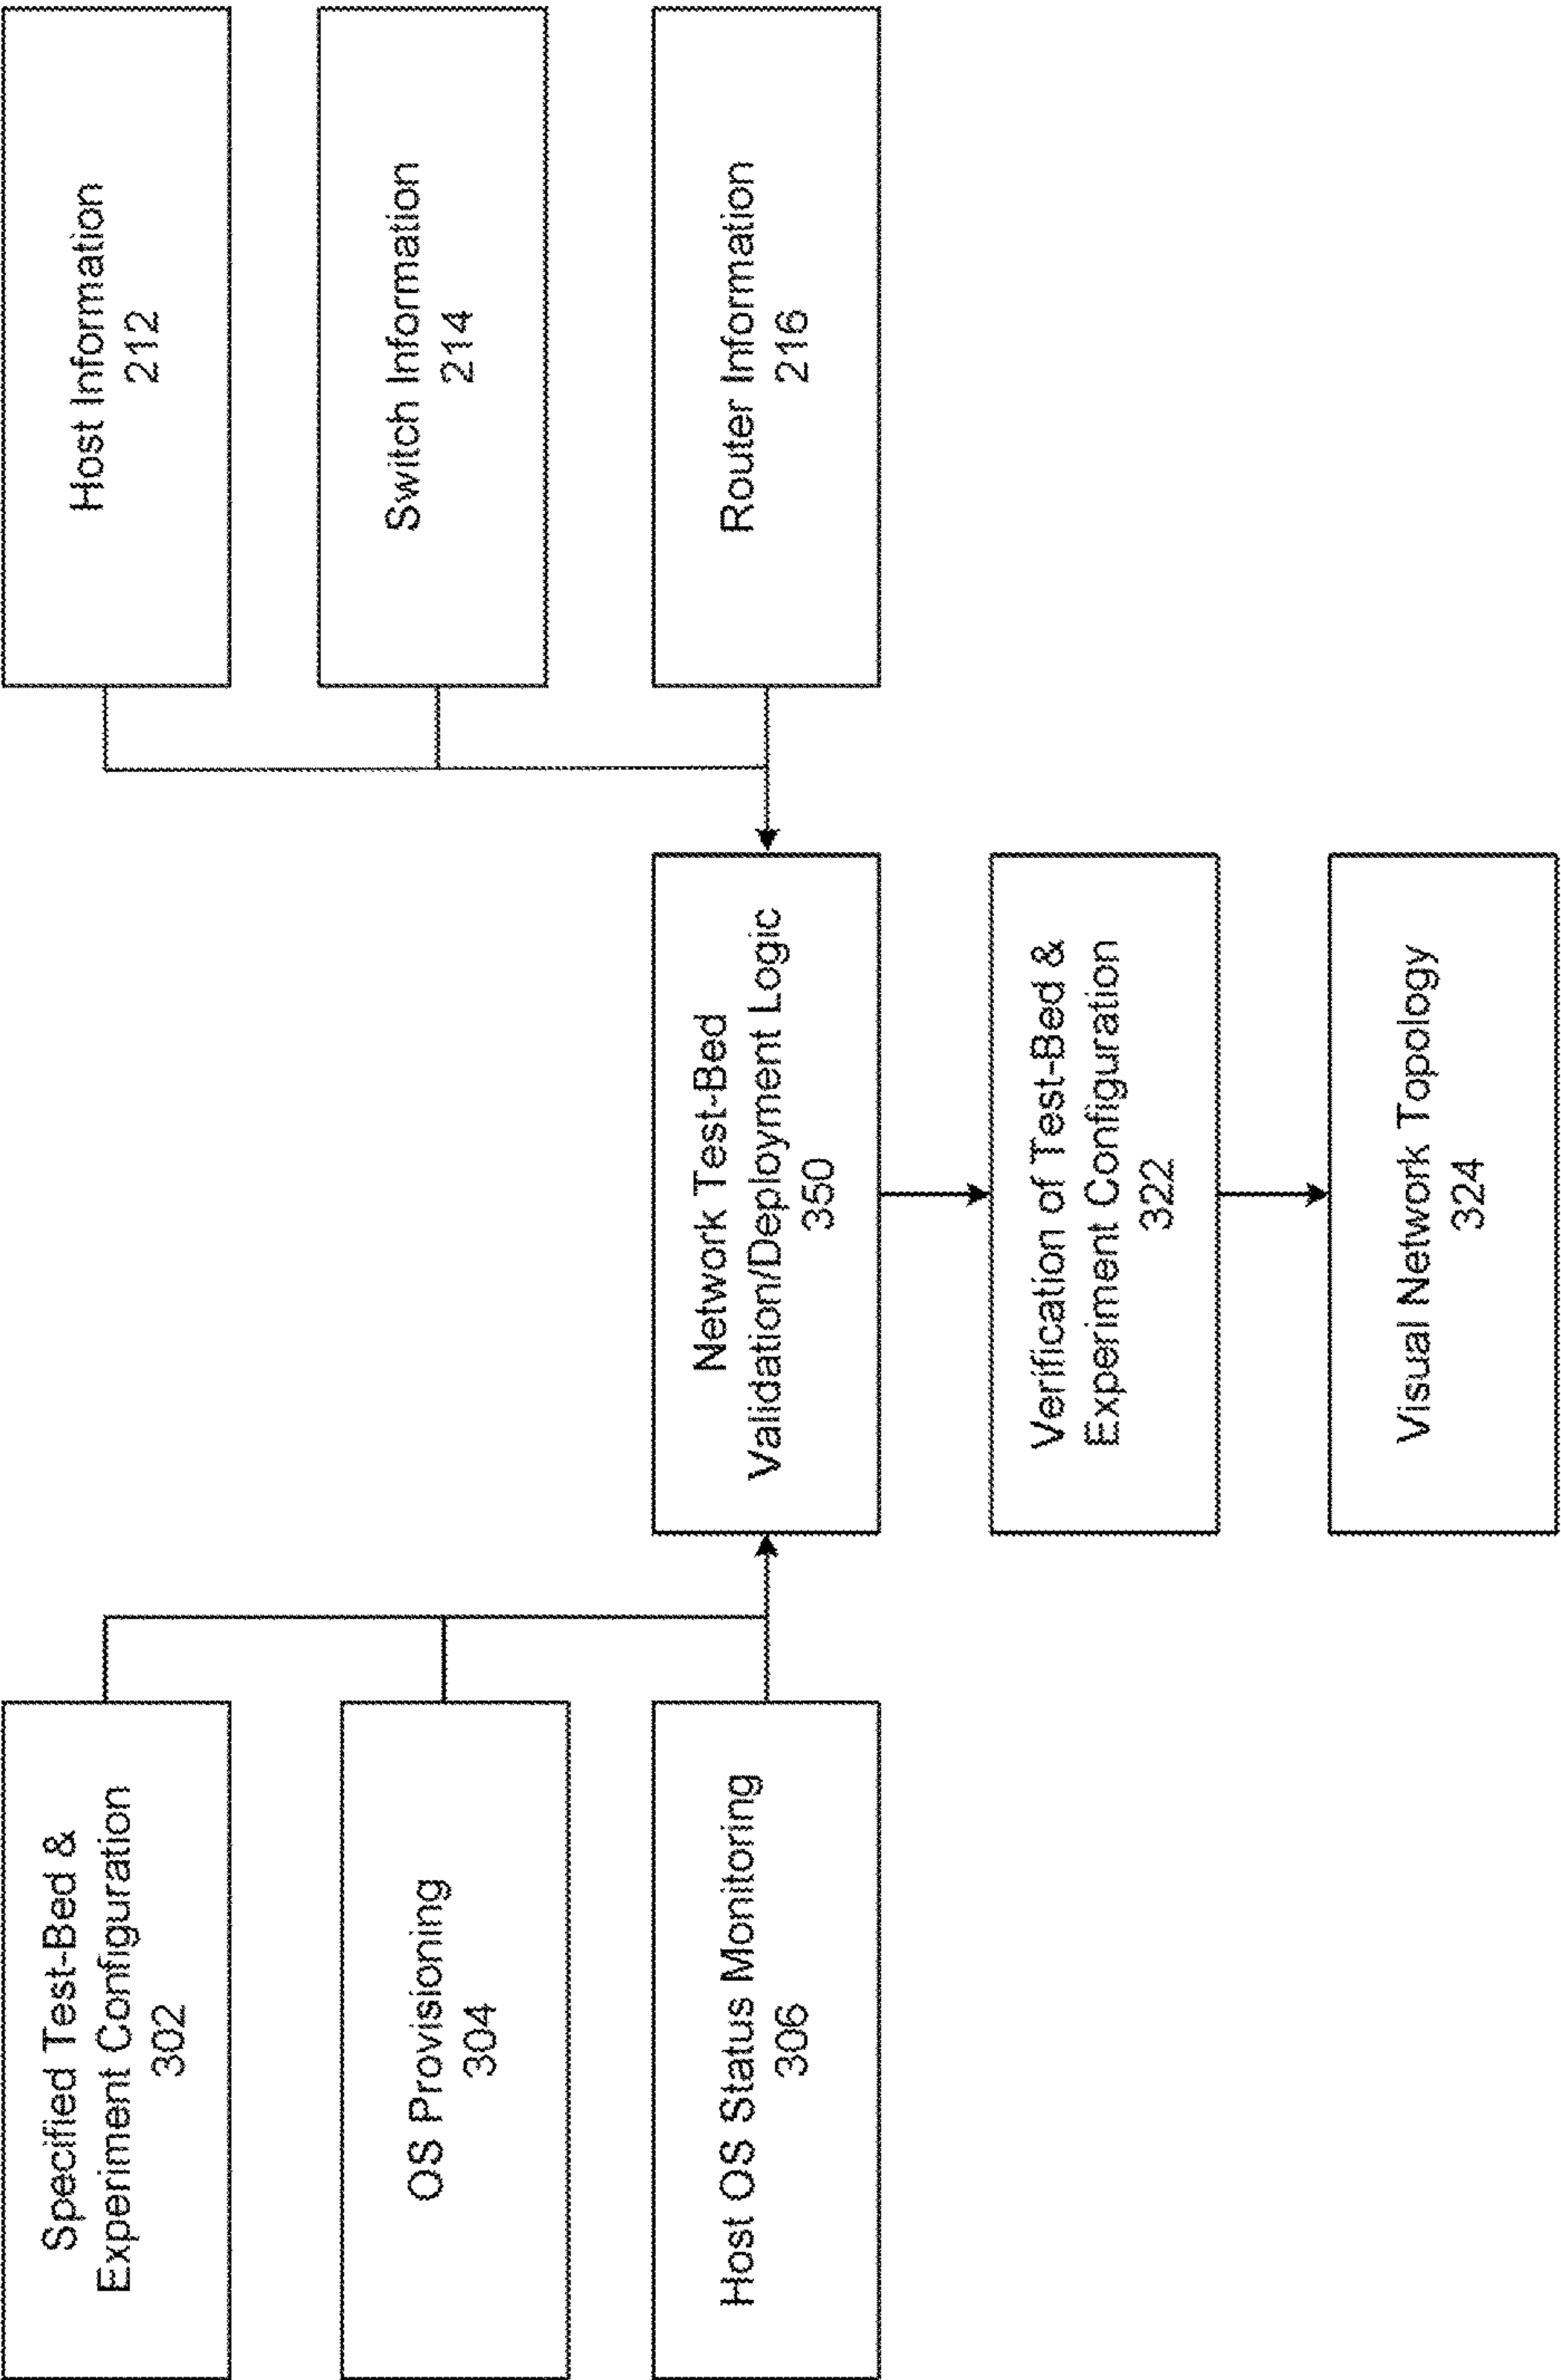 Specified Test-Bed &
Experiment Configuration
302
OS Provisioning
304
Host OS Status Monitoring
306
Network Test-Bed
Validation/Deployment Logic
350
Verification of Test-Bed &
Experiment Configuration
322
Visual Network Topology
324
Host Information
212
Switch Information
214
Router Information
216